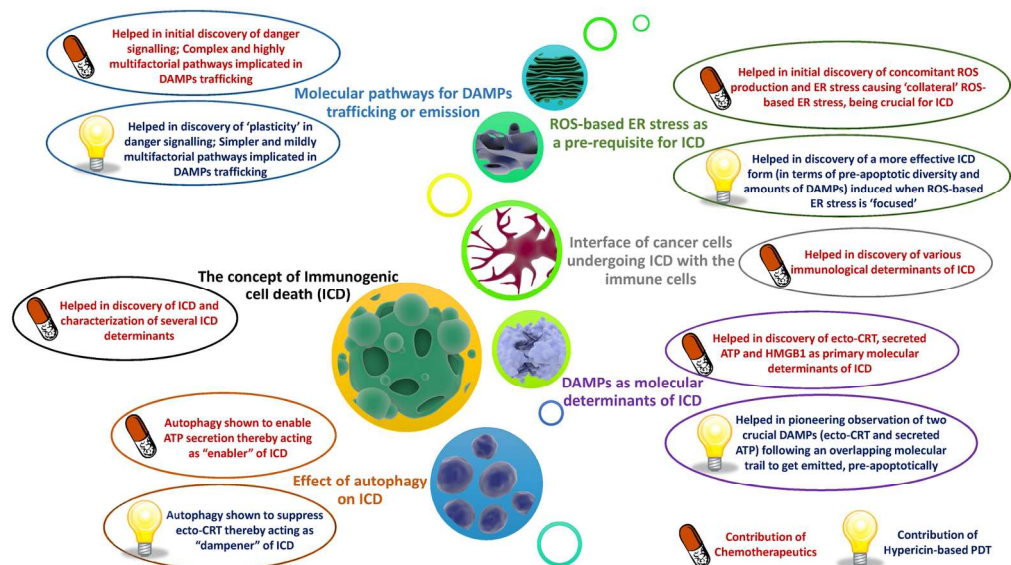 Helped in initial discovery of danger
signalling; Complex and highly
multifactorial pathways implicated in
DAMPs trafficking
Molecular pathways for DAMPs
trafficking or emission
Helped in discovery of ‘plasticity’ in
danger signalling; Simpler and mildly
multifactorial pathways implicated in
DAMPs trafficking
Helped in initial discovery of concomitant ROS
production and ER stress causing ‘collateral’ ROS-
based ER stress, being crucial for ICD
ROS-based ER stress as
a pre-requisite for ICD
Helped in discovery of a more effective ICD
form (in terms of pre-apoptotic diversity and
amounts of DAMPs) induced when ROS-based
ER stress is ‘focused’
Interface of cancer cells
undergoing ICD with the
immune cells
Helped in discovery of various
immunological determinants of ICD
The concept of Immunogenic
cell death (ICD)
Helped in discovery of ICD and
characterization of several ICD
determinants
Helped in discovery of ecto-CRT, secreted
ATP and HMGB1 as primary molecular
determinants of ICD
DAMPs as molecular
determinants of ICD
Helped in pioneering observation of two
crucial DAMPs (ecto-CRT and secreted
ATP) following an overlapping molecular
trail to get emitted, pre-apoptotically
Autophagy shown to enable
ATP secretion thereby acting
as “enabler” of ICD
Effect of autophagy
on ICD
Autophagy shown to suppress
ecto-CRT thereby acting as
“dampener” of ICD
Contribution of
Chemotherapeutics
Contribution of
Hypericin-based PDT